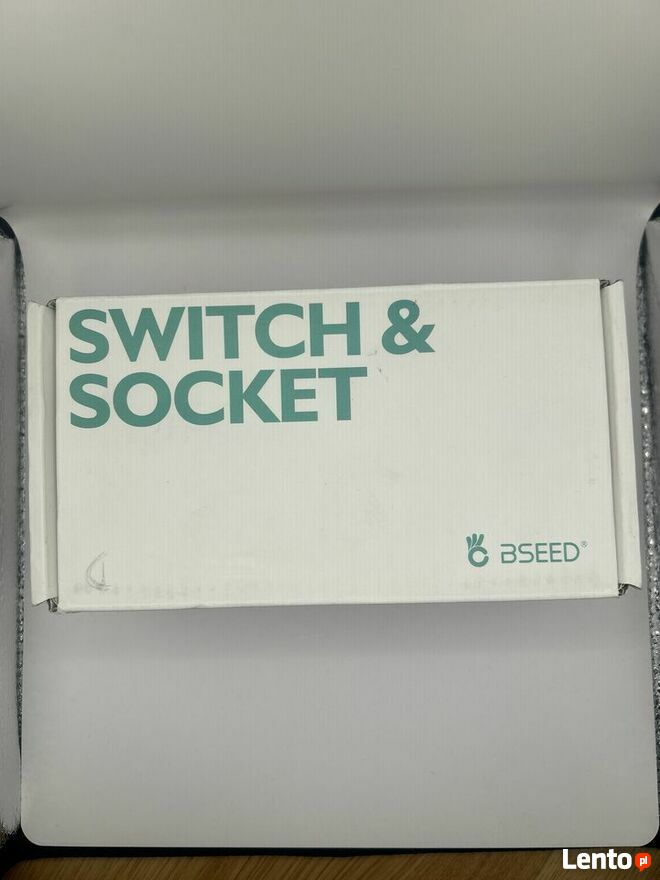 SWITCH &
SOCKET
BSEED®
Lento.pl